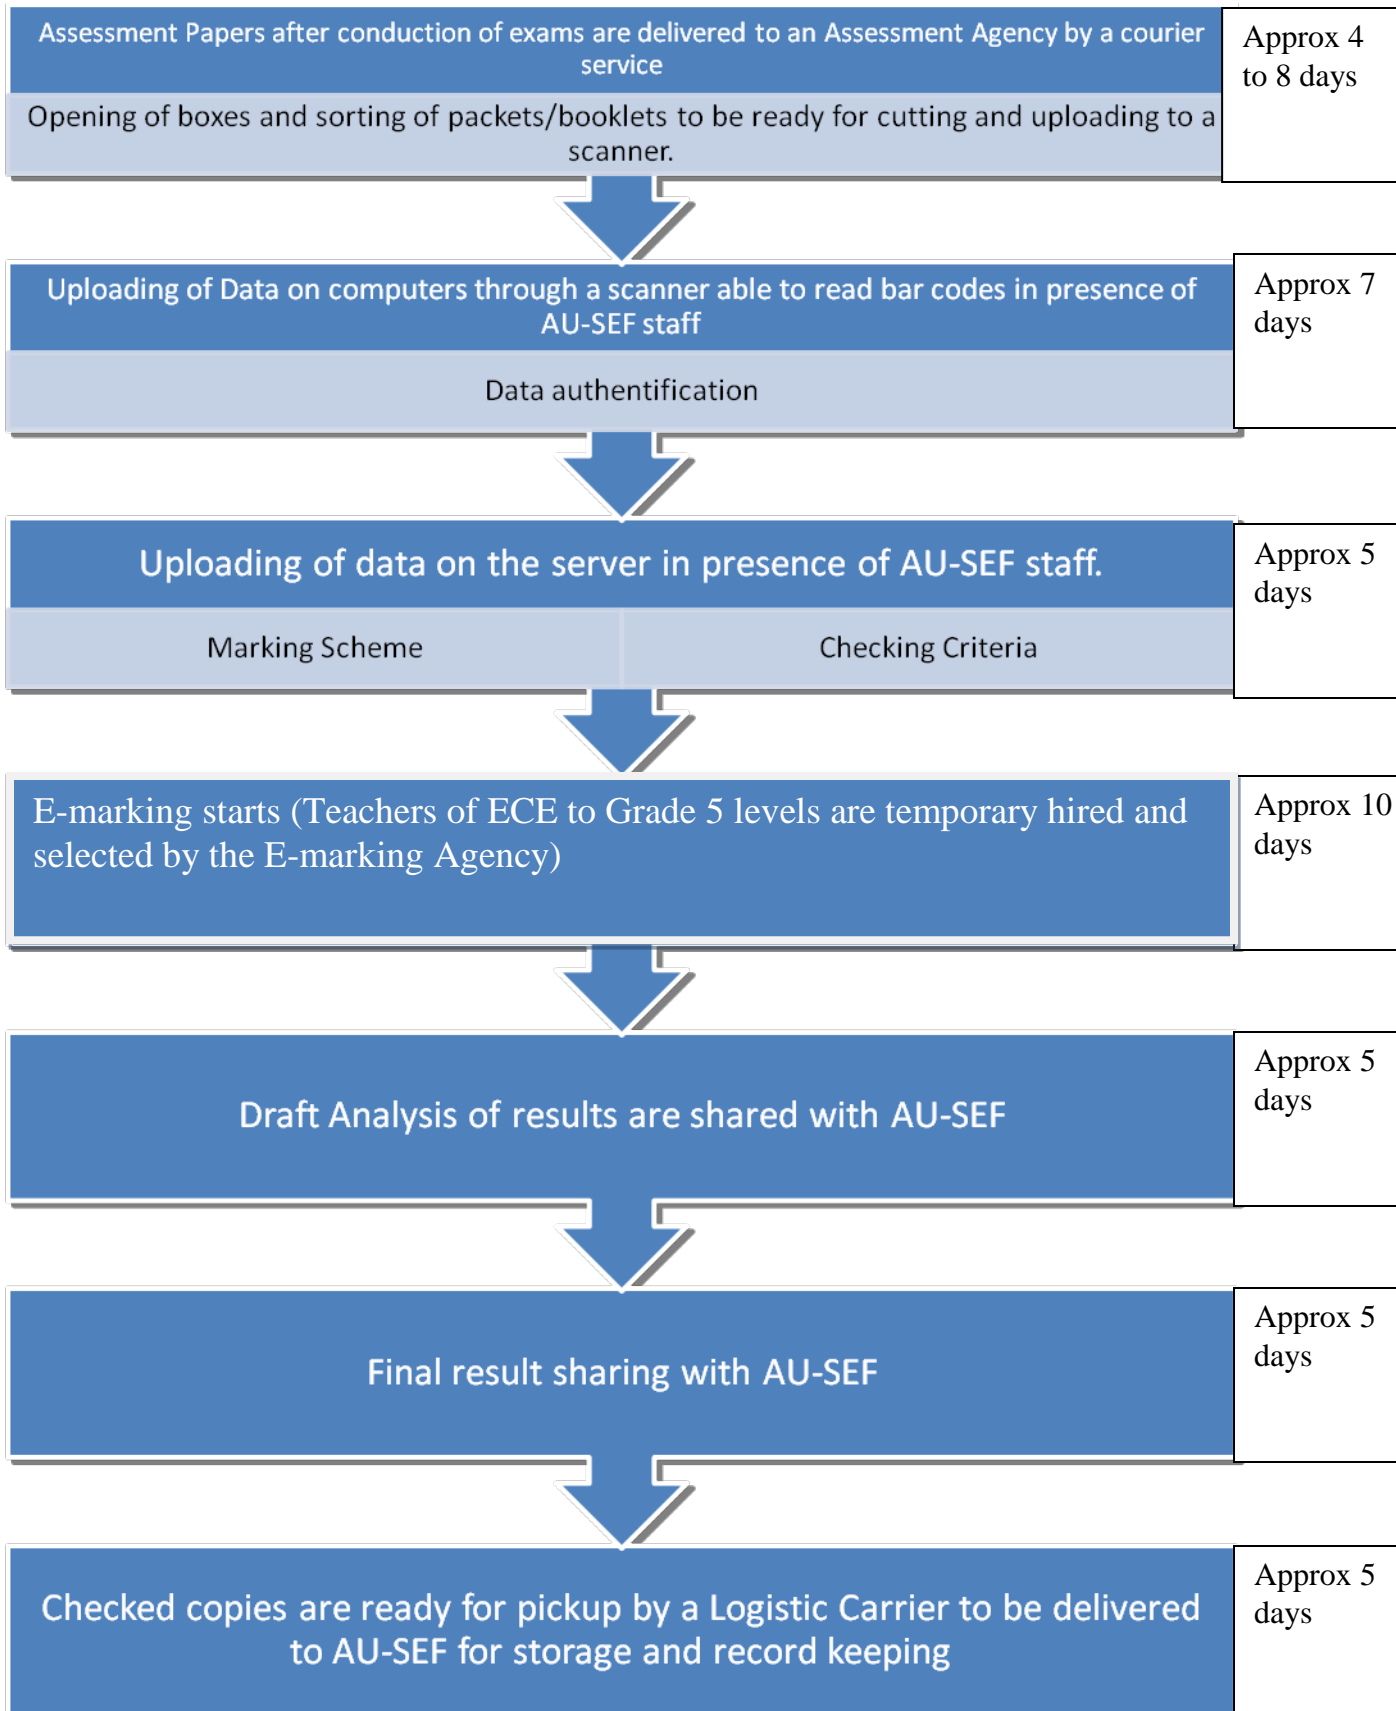 Assessment Papers after conduction of exams are delivered to an Assessment Agency by a courier
service
Approx 4
to 8 days
Opening of boxes and sorting of packets/booklets to be ready for cutting and uploading to a
scanner.
Uploading of Data on computers through a scanner able to read bar codes in presence of
AU-SEF staff
Approx 7
days
Data authentification
Uploading of data on the server in presence of AU-SEF staff.
Approx 5
days
Marking Scheme
Checking Criteria
E-marking starts (Teachers of ECE to Grade 5 levels are temporary hired and
selected by the E-marking Agency)
Approx 10
days
Draft Analysis of results are shared with AU-SEF
Approx 5
days
Final result sharing with AU-SEF
Approx 5
days
Checked copies are ready for pickup by a Logistic Carrier to be delivered
to AU-SEF for storage and record keeping
Approx 5
days